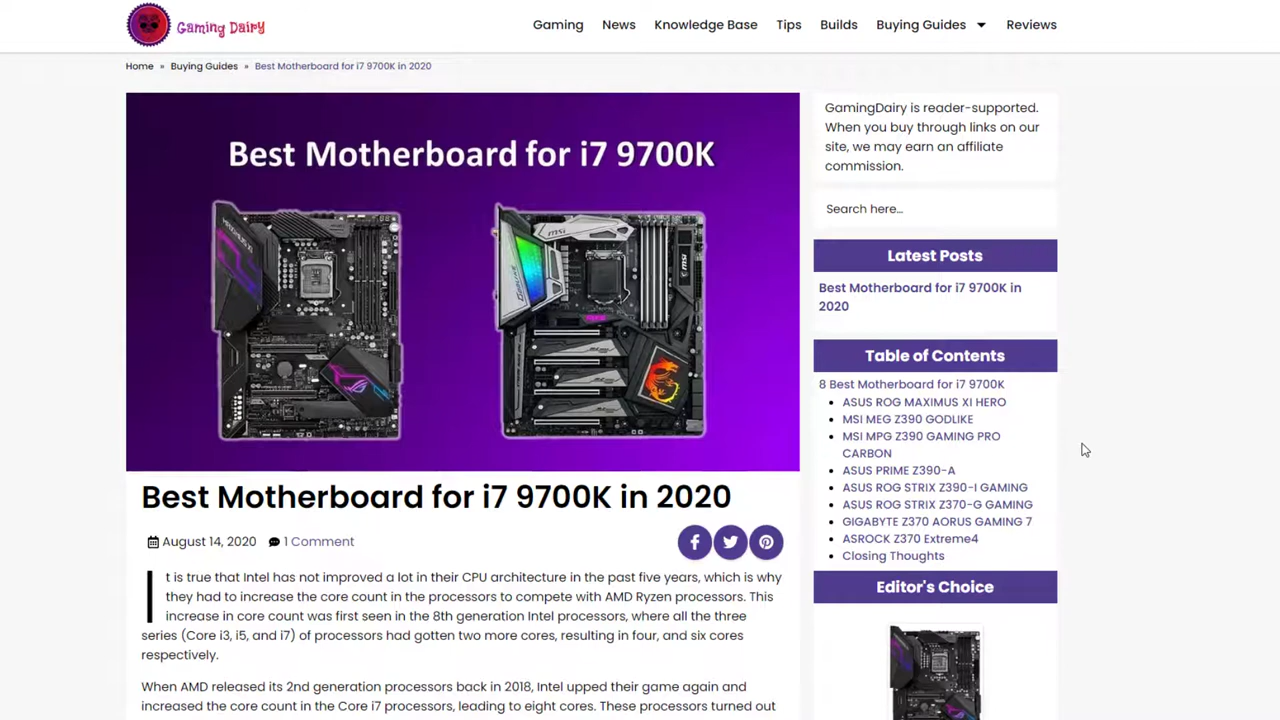 Gaming Dairy
Gaming News Knowledge Base Tips Builds Buying Guides Reviews
Home » Buying Guides » Best Motherboard for i7 9700K in 2020
Best Motherboard for i7 9700K
MAXIMUS XI
msi
GODLIKE
msi
Best Motherboard for i7 9700K in 2020
August 14, 2020 1 Comment
It is true that Intel has not improved a lot in their CPU architecture in the past five years, which is why
they had to increase the core count in the processors to compete with AMD Ryzen processors. This
increase in core count was first seen in the 8th generation Intel processors, where all the three
series (Core i3, i5, and i7) of processors had gotten two more cores, resulting in four, and six cores
respectively.
When AMD released its 2nd generation processors back in 2018, Intel upped their game again and
increased the core count in the Core i7 processors, leading to eight cores. These processors turned out
GamingDairy is reader-supported.
When you buy through links on our
site, we may earn an affiliate
commission.
Search here...
Latest Posts
Best Motherboard for i7 9700K in
2020
Table of Contents
8 Best Motherboard for i7 9700K
ASUS ROG MAXIMUS XI HERO
MSI MEG Z390 GODLIKE
MSI MPG Z390 GAMING PRO
CARBON
ASUS PRIME Z390-A
ASUS ROG STRIX Z390-I GAMING
ASUS ROG STRIX Z370-G GAMING
GIGABYTE Z370 AORUS GAMING 7
ASROCK Z370 Extreme4
Closing Thoughts
Editor's Choice